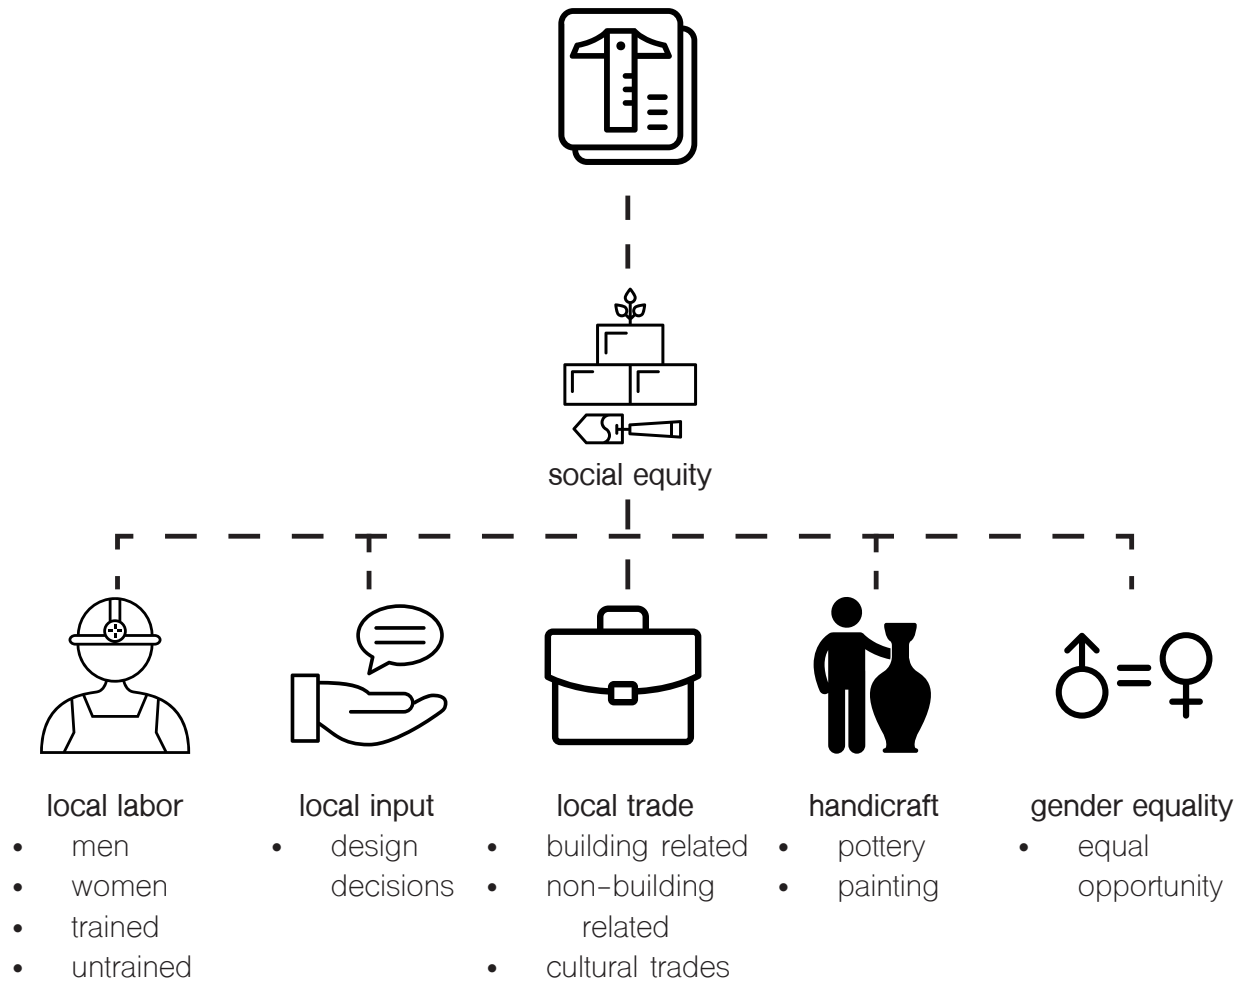 social equity
local labor
• men
• women
• trained
• untrained
local input
• design
decisions
local trade
• building related
• non-building
related
• cultural trades
handicraft
• pottery
• painting
gender equality
• equal
opportunity